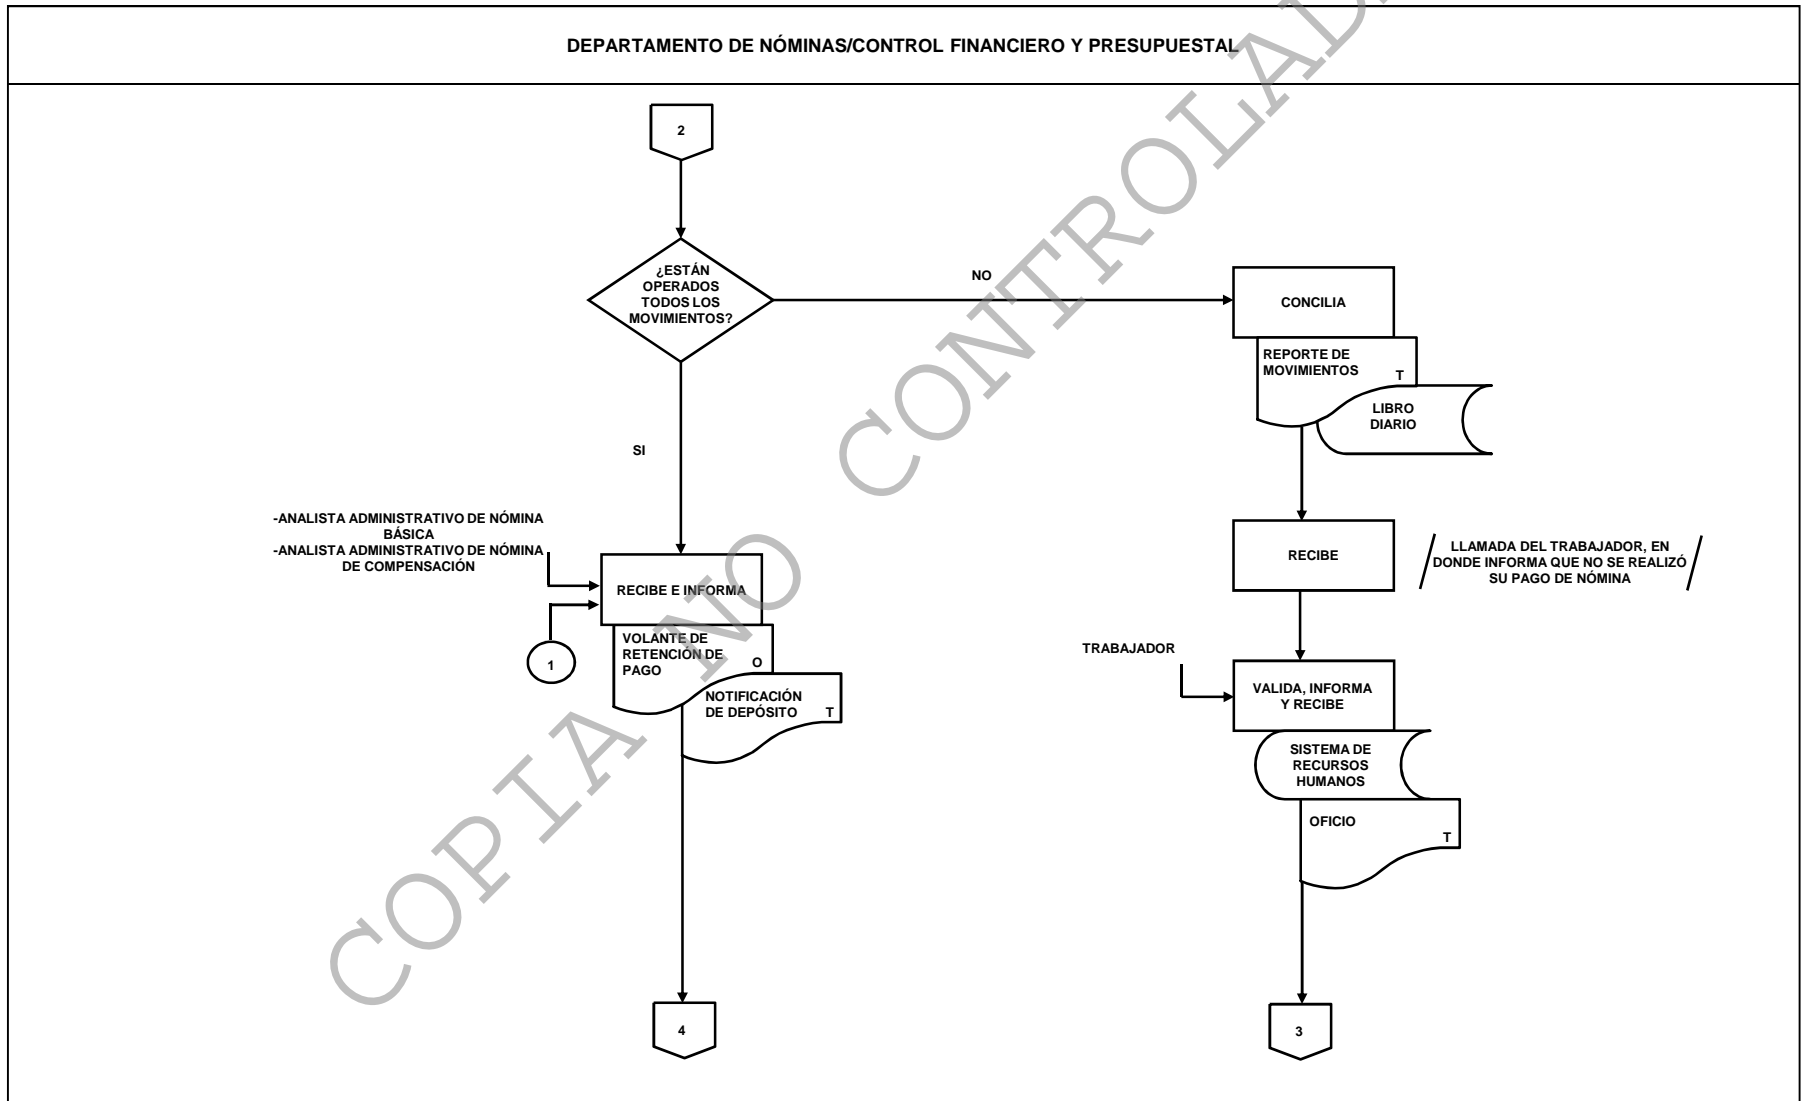 DEPARTAMENTO DE NÓMINAS/CONTROL FINANCIERO Y PRESUPUESTAL
2
¿ESTÁN
OPERADOS
TODOS LOS
MOVIMIENTOS?
NO
CONCILIA
REPORTE DE
MOVIMIENTOS
T
LIBRO
DIARIO
SI
-ANALISTA ADMINISTRATIVO DE NÓMINA
BÁSICA
-ANALISTA ADMINISTRATIVO DE NÓMINA
DE COMPENSACIÓN
RECIBE E INFORMA
1
VOLANTE DE
RETENCIÓN DE
PAGO
O
NOTIFICACIÓN
DE DEPÓSITO
T
RECIBE
LLAMADA DEL TRABAJADOR, EN
DONDE INFORMA QUE NO SE REALIZÓ
SU PAGO DE NÓMINA
TRABAJADOR
VALIDA, INFORMA
Y RECIBE
SISTEMA DE
RECURSOS
HUMANOS
OFICIO
T
4
3
COPIA NO CONTROLAD